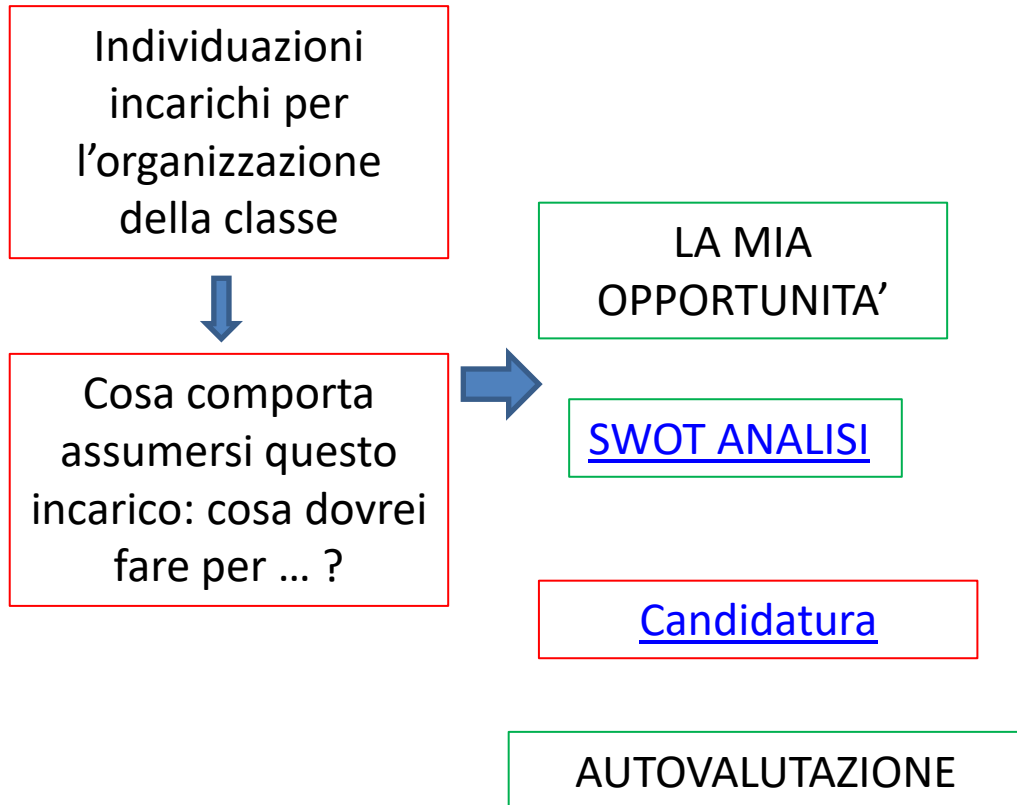 Individuazioni
incarichi per
l’organizzazione
della classe
Cosa comporta
assumersi questo
incarico: cosa dovrei
fare per … ?
LA MIA
OPPORTUNITA’
SWOT ANALISI
Candidatura
AUTOVALUTAZIONE